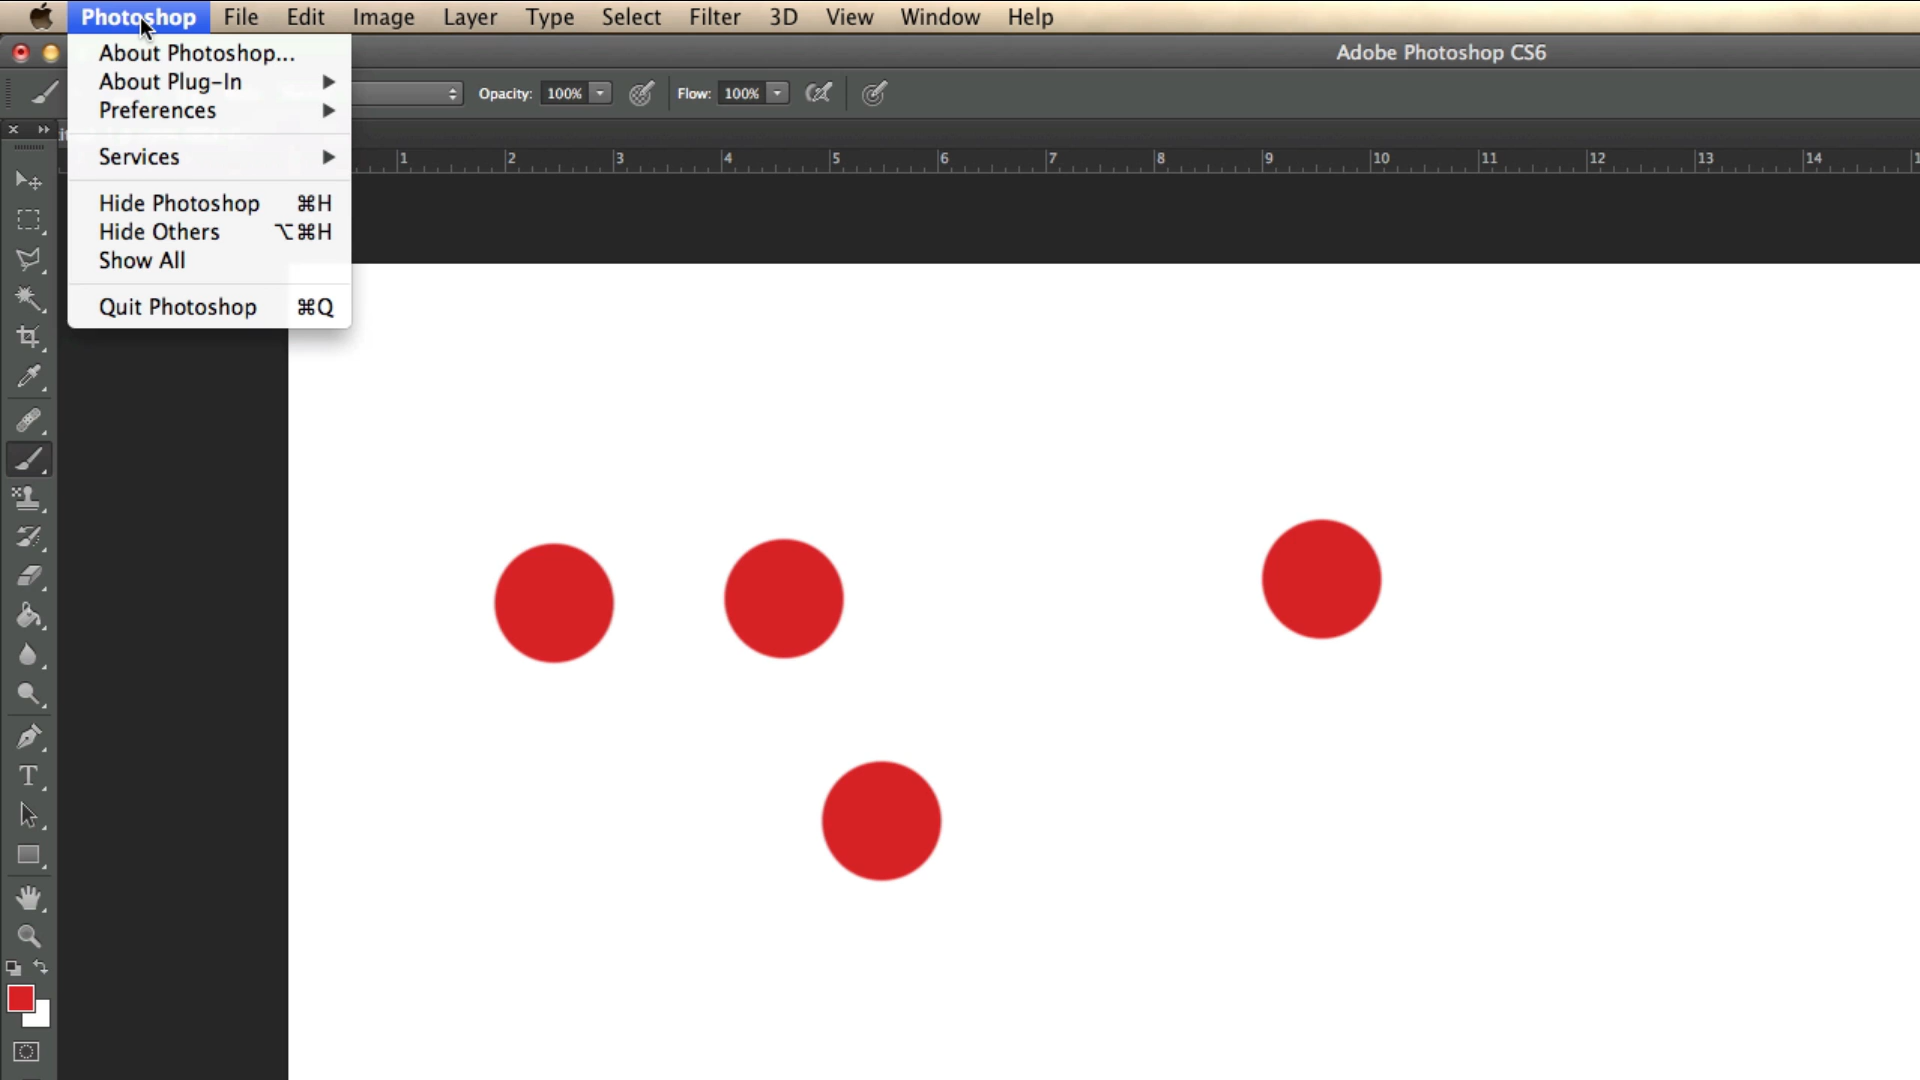 Photoshop File Edit Image Layer Type Select Filter 3D View Window Help
Adobe Photoshop CS6
About Photoshop...
About Plug-In
Preferences
Services
Hide Photoshop ⌘H
Hide Others ⌥⌘H
Show All
Quit Photoshop ⌘Q
Opacity: 100% Flow: 100%
1 2 3 4 5 6 7 8 9 10 11 12 13 14
T